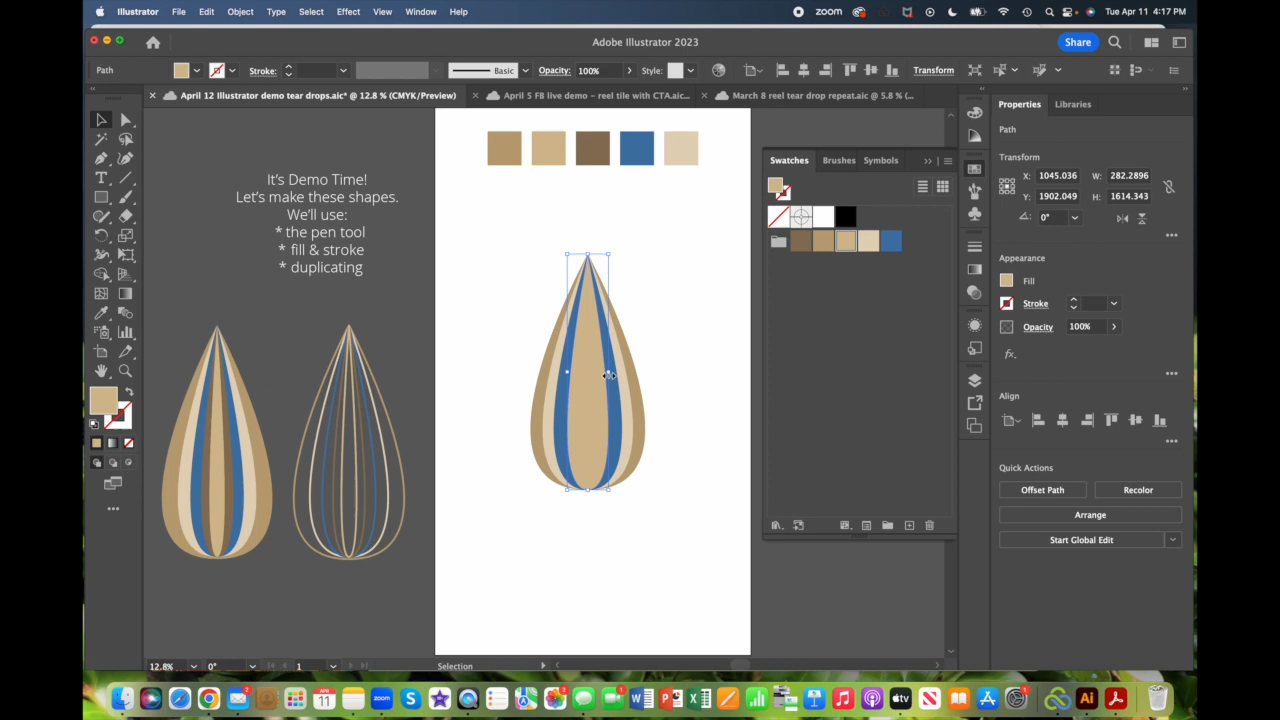 Illustrator File Edit Object Type Select Effect View Window Help
zoom
Tue Apr 11 4:17 PM
Adobe Illustrator 2023
Share
Path
Stroke:
Basic
Opacity: 100%
Style:
Transform
April 12 Illustrator demo tear drops.aic* @ 12.8 % (CMYK/Preview)
April 5 FB live demo – reel tile with CTA.aic...
March 8 reel tear drop repeat.aic @ 5.8 % (...
It's Demo Time!
Let's make these shapes.
We'll use:
* the pen tool
* fill & stroke
* duplicating
Swatches Brushes Symbols
Properties Libraries
Path
Transform
X: 1045.036 W: 282.2896
Y: 1902.049 H: 1614.343
0°
Appearance
Fill
Stroke
Opacity 100%
fx
Align
Quick Actions
Offset Path Recolor
Arrange
Start Global Edit
12.8% 0° 1 Selection
APR
11
zoom
Ai